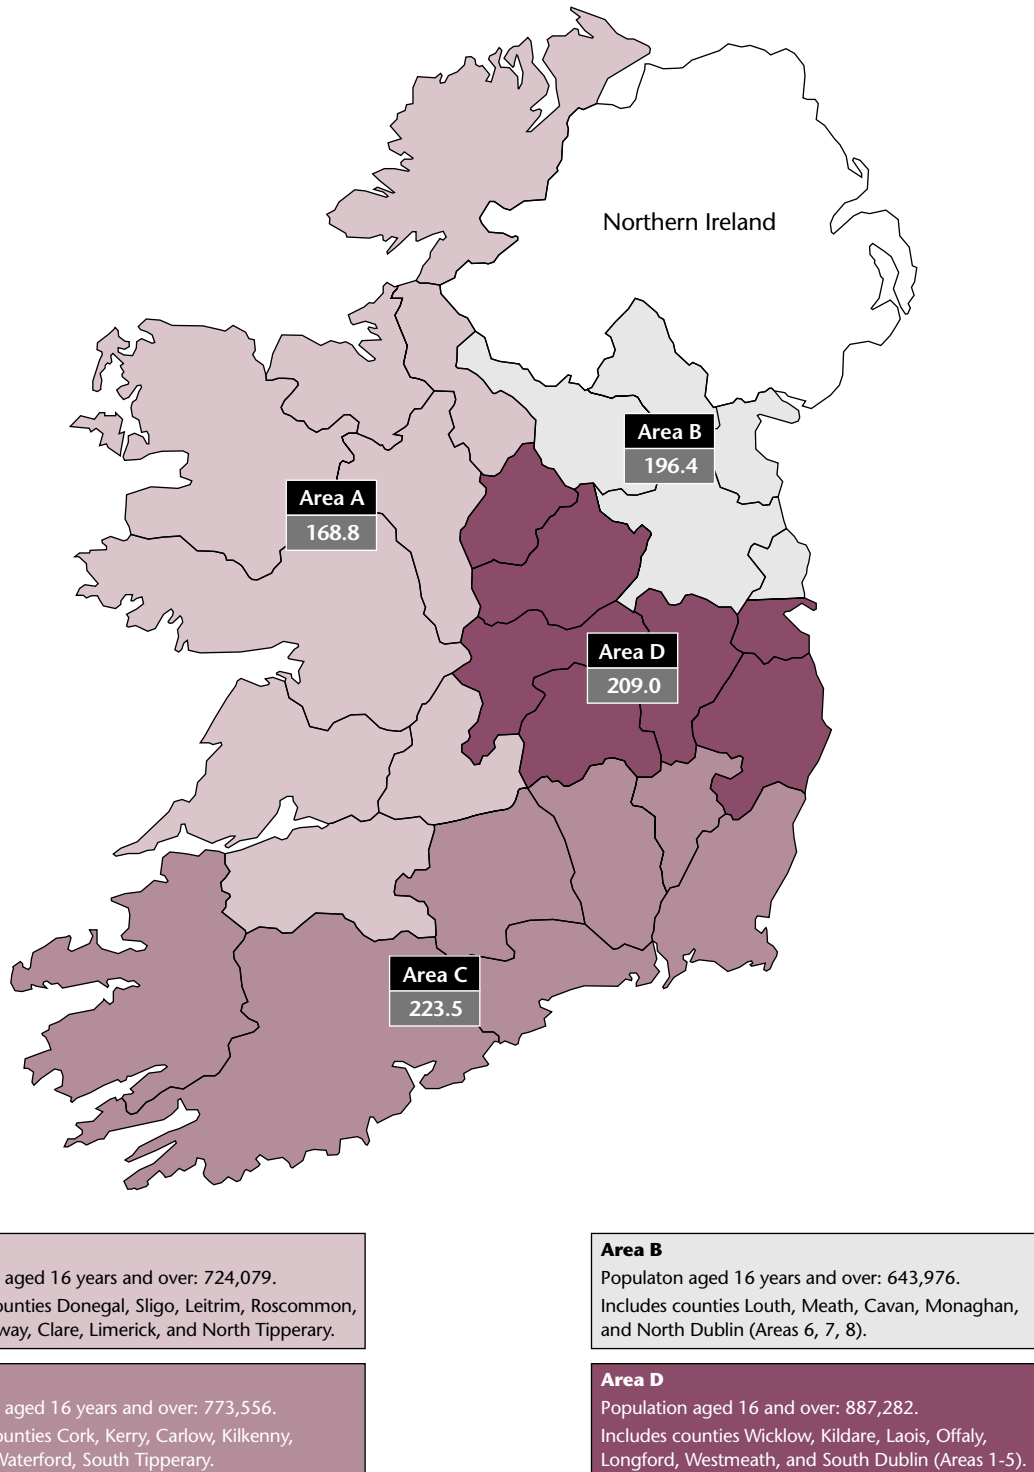 Northern Ireland
Area B
196.4
Area A
168.8
Area D
209.0
Area C
223.5
aged 16 years and over: 724,079.
ounties Donegal, Sligo, Leitrim, Roscommon,
way, Clare, Limerick, and North Tipperary.
Area B
Populaton aged 16 years and over: 643,976.
Includes counties Louth, Meath, Cavan, Monaghan,
and North Dublin (Areas 6, 7, 8).
aged 16 years and over: 773,556.
ounties Cork, Kerry, Carlow, Kilkenny,
Waterford, South Tipperary.
Area D
Population aged 16 and over: 887,282.
Includes counties Wicklow, Kildare, Laois, Offaly,
Longford, Westmeath, and South Dublin (Areas 1-5).